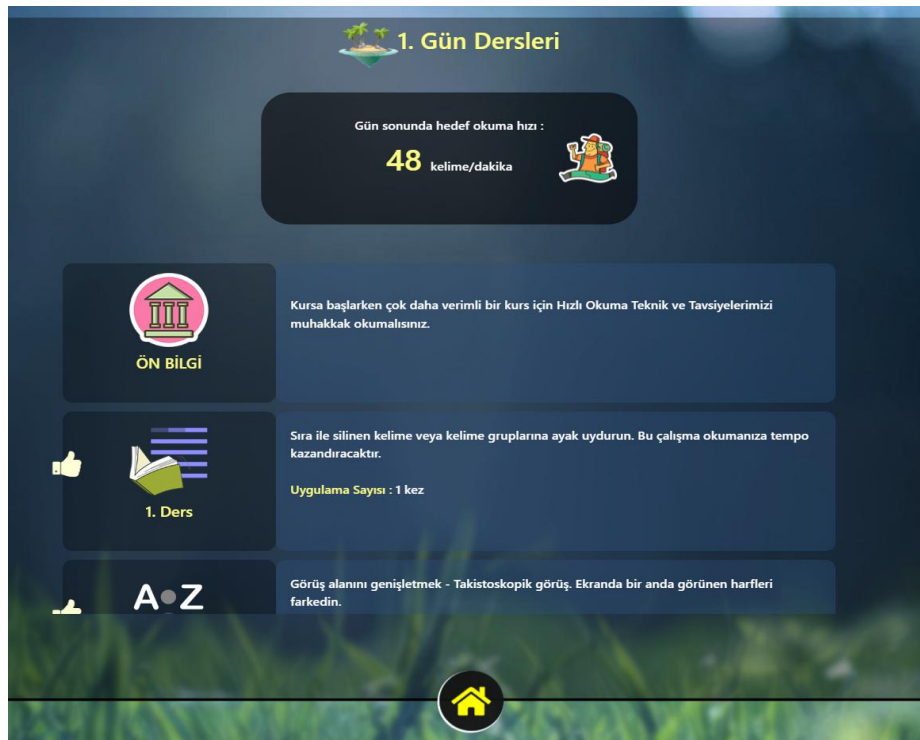 1. Gün Dersleri
Gün sonunda hedef okuma hızı :
48 kelime/dakika
ÖN BİLGİ
Kursa başlarken çok daha verimli bir kurs için Hızlı Okuma Teknik ve Tavsiyelerimizi
muhakkak okumalısınız.
1. Ders
Sıra ile silinen kelime veya kelime gruplarına ayak uydurun. Bu çalışma okumanıza tempo
kazandıracaktır.
Uygulama Sayısı : 1 kez
A Z
Görüş alanını genişletmek - Takistoskopik görüş. Ekranda bir anda görünen harfleri
farkedin.